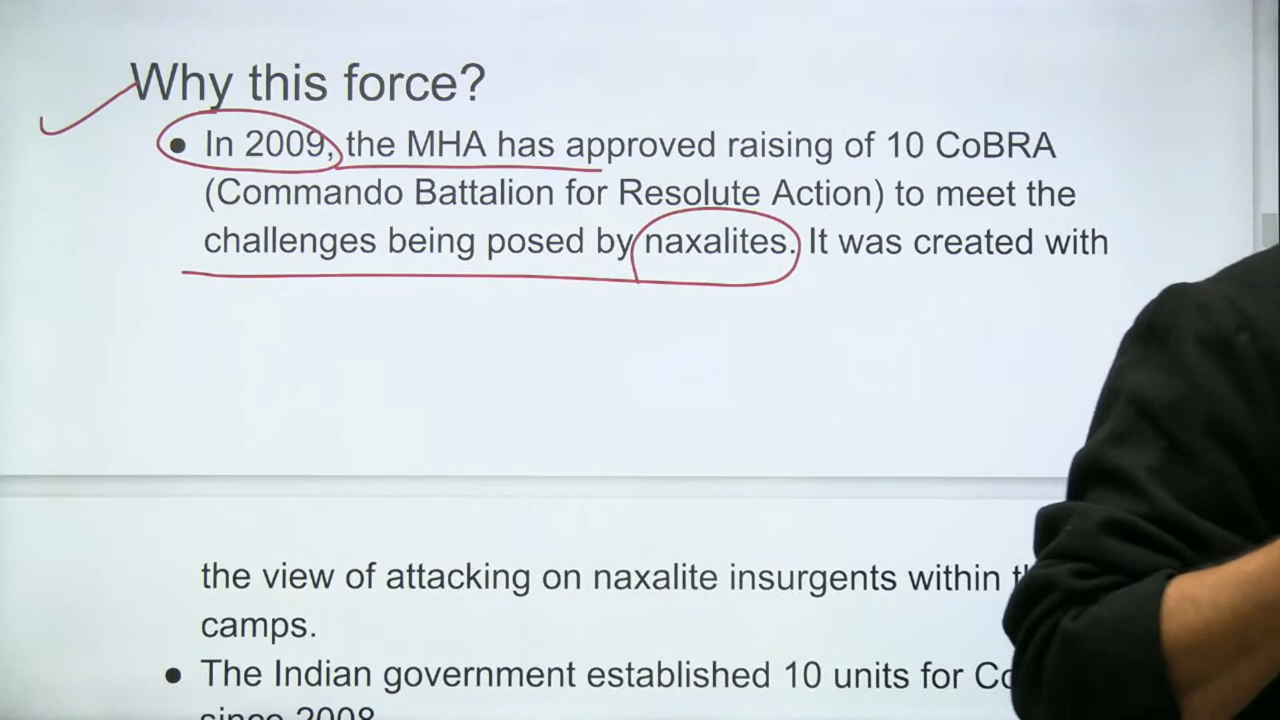 Why this force?
● In 2009, the MHA has approved raising of 10 CoBRA
(Commando Battalion for Resolute Action) to meet the
challenges being posed by naxalites. It was created with
the view of attacking on naxalite insurgents within
camps.
● The Indian government established 10 units for
since 2008